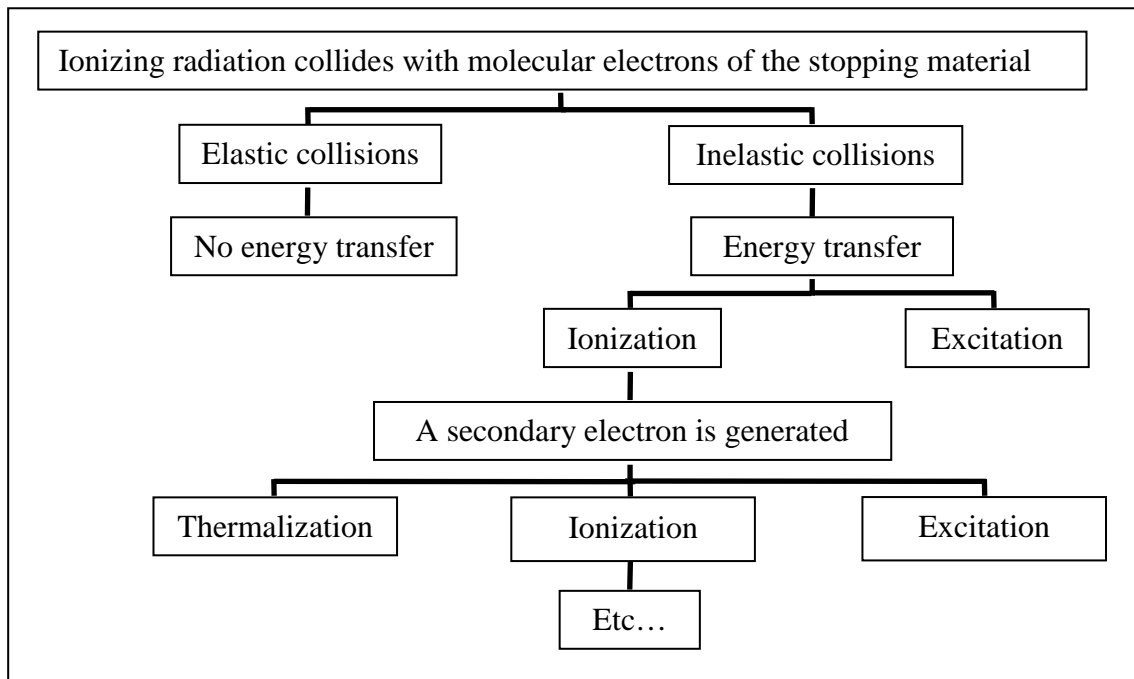 Ionizing radiation collides with molecular electrons of the stopping material
Elastic collisions
Inelastic collisions
No energy transfer
Energy transfer
Ionization
Excitation
A secondary electron is generated
Thermalization
Ionization
Excitation
Etc…